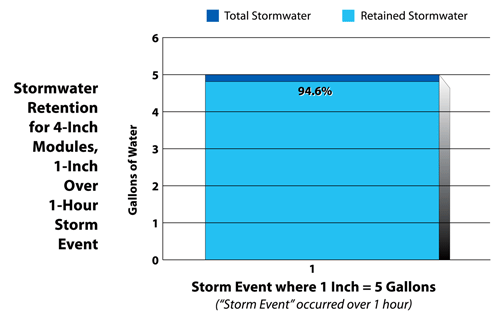 Total Stormwater
Retained Stormwater
Stormwater
Retention
for 4-Inch
Modules,
1-Inch
Over
1-Hour
Storm
Event
Gallons of Water
6
5
4
3
2
1
0
94.6%
1
Storm Event where 1 Inch = 5 Gallons
("Storm Event" occurred over 1 hour)